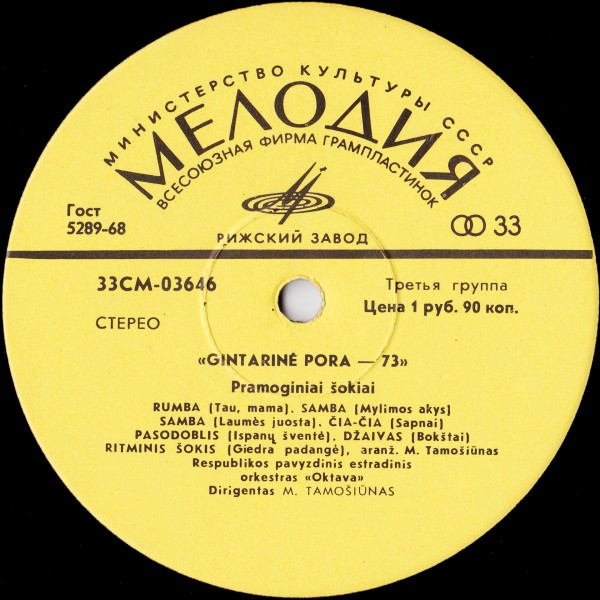 МИНИСТЕРСТВО КУЛЬТУРЫ СССР
МЕЛОДИЯ
ВСЕСОЮЗНАЯ ФИРМА ГРАМПЛАСТИНОК
Гост
5289-68
33
РИЖСКИЙ ЗАВОД
33СМ-03646
Третья группа
Цена 1 руб. 90 коп.
СТЕРЕО
«GINTARINĖ PORA — 73»
Pramoginiai šokiai
RUMBA (Tau, mama). SAMBA (Mylimos akys)
SAMBA (Laumės juosta). ČIA-ČIA (Sapnai)
PASODOBLIS (Ispanų šventė). DŽAIVAS (Bokštai)
RITMINIS ŠOKIS (Giedra padangė), aranž. M. Tamošiūnas
Respublikos pavyzdinis estradinis
orkestras «Oktava»
Dirigentas M. TAMOŠIŪNAS